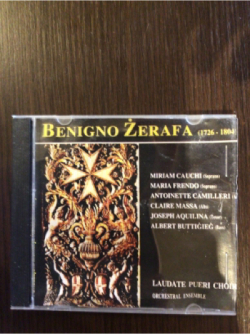 BENIGNO ŻERAFA (1726 - 1804
MIRIAM CAUCHI (Soprano)
MARIA FRENDO (Soprano)
ANTOINETTE CAMILLERI
CLAIRE MASSA (Alto)
JOSEPH AQUILINA (Tenor)
ALBERT BUTTIĠIEĠ (Bass)
LAUDATE PUERI CHOIR
ORCHESTRAL ENSEMBLE